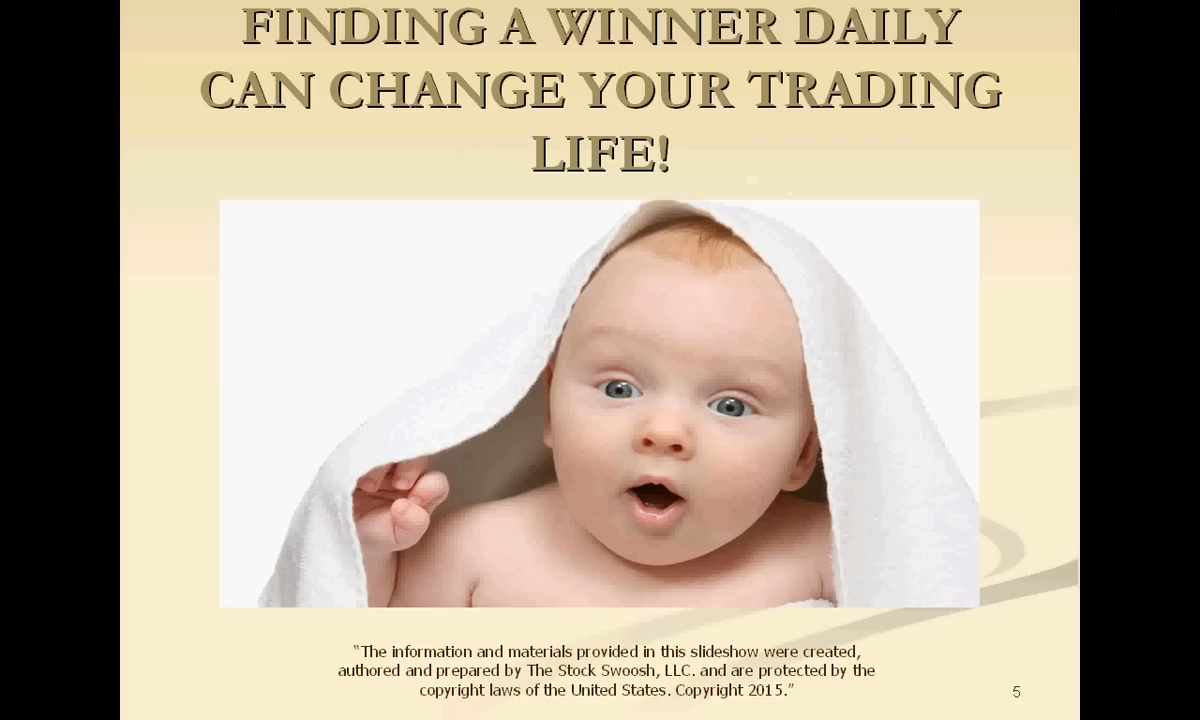 FINDING A WINNER DAILY
CAN CHANGE YOUR TRADING
LIFE!
“The information and materials provided in this slideshow were created,
authored and prepared by The Stock Swoosh, LLC. and are protected by the
copyright laws of the United States. Copyright 2015.”
5